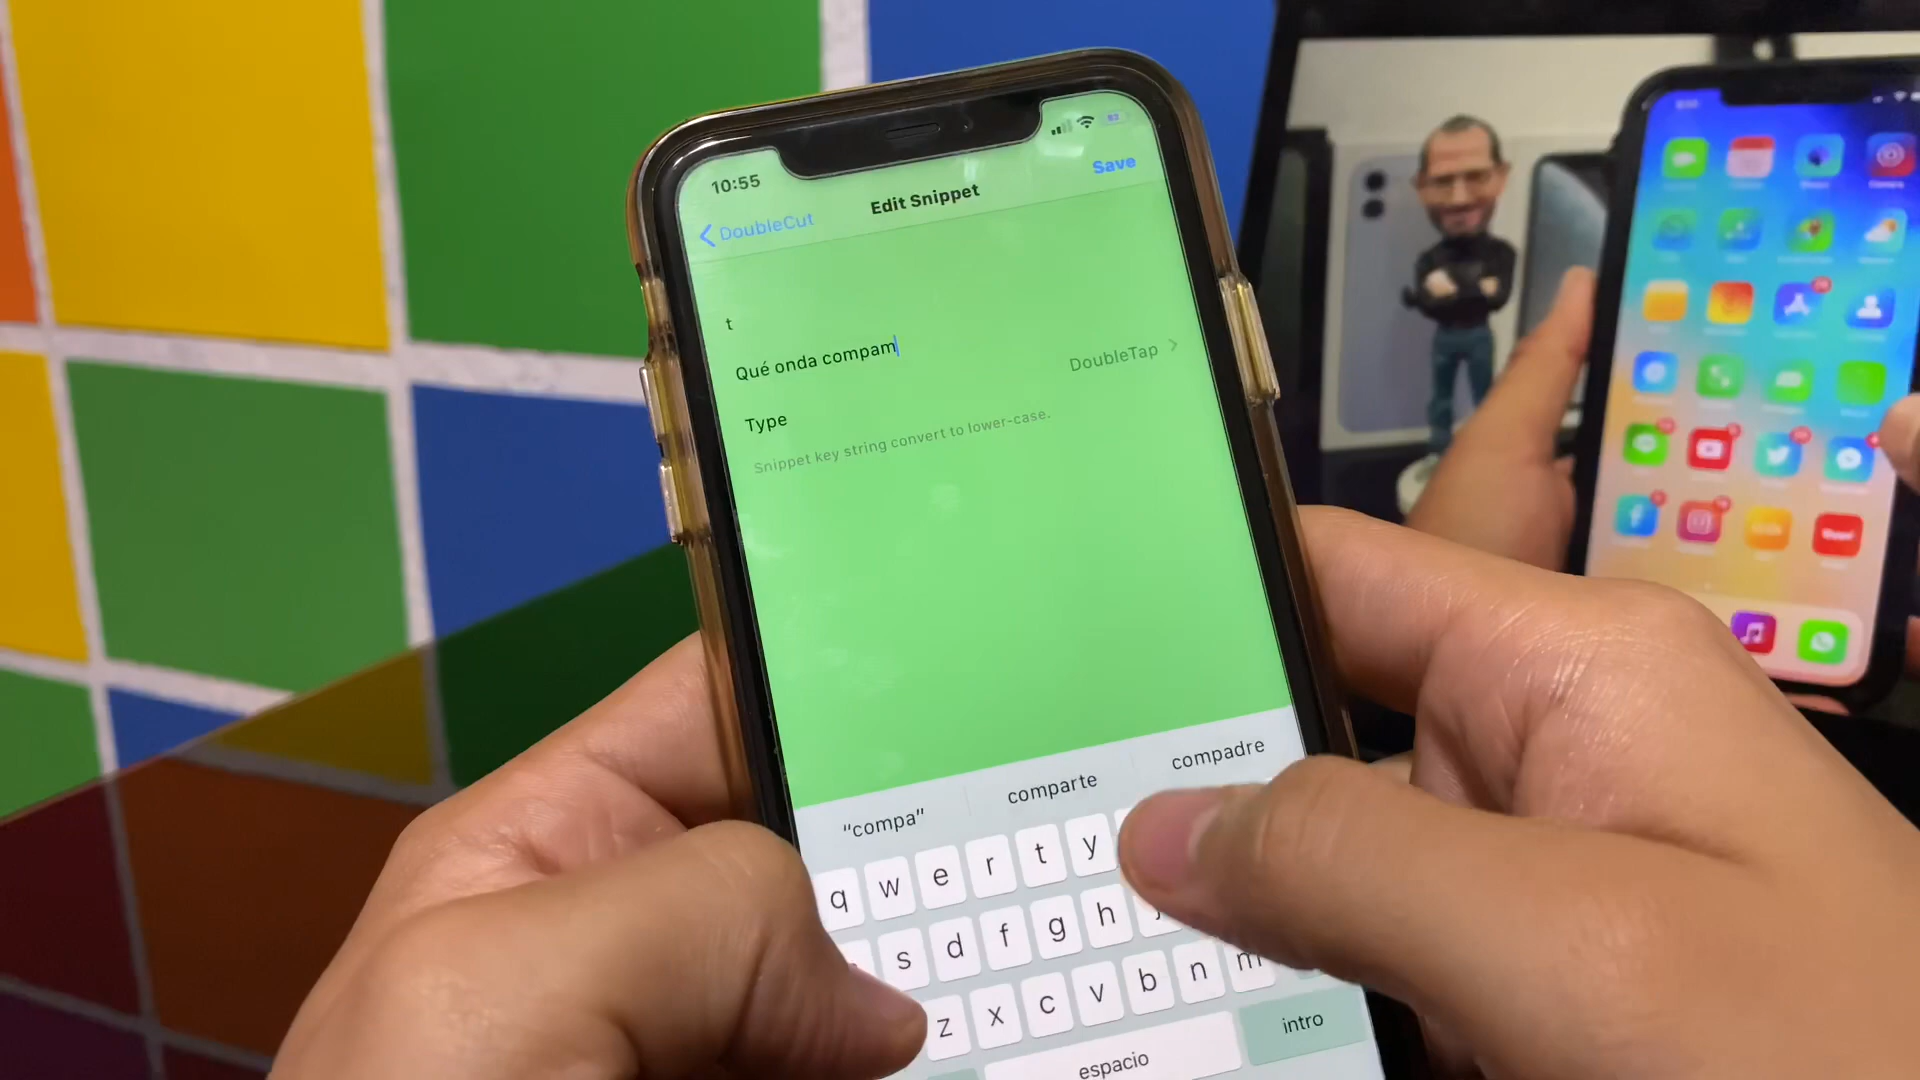 10:55
DoubleCut
Edit Snippet
Save
t
Qué onda compam
Type
DoubleTap
Snippet key string convert to lower-case.
"compa"
comparte
compadre
q w e r t y
s d f g h
z x c v b n m
espacio
intro